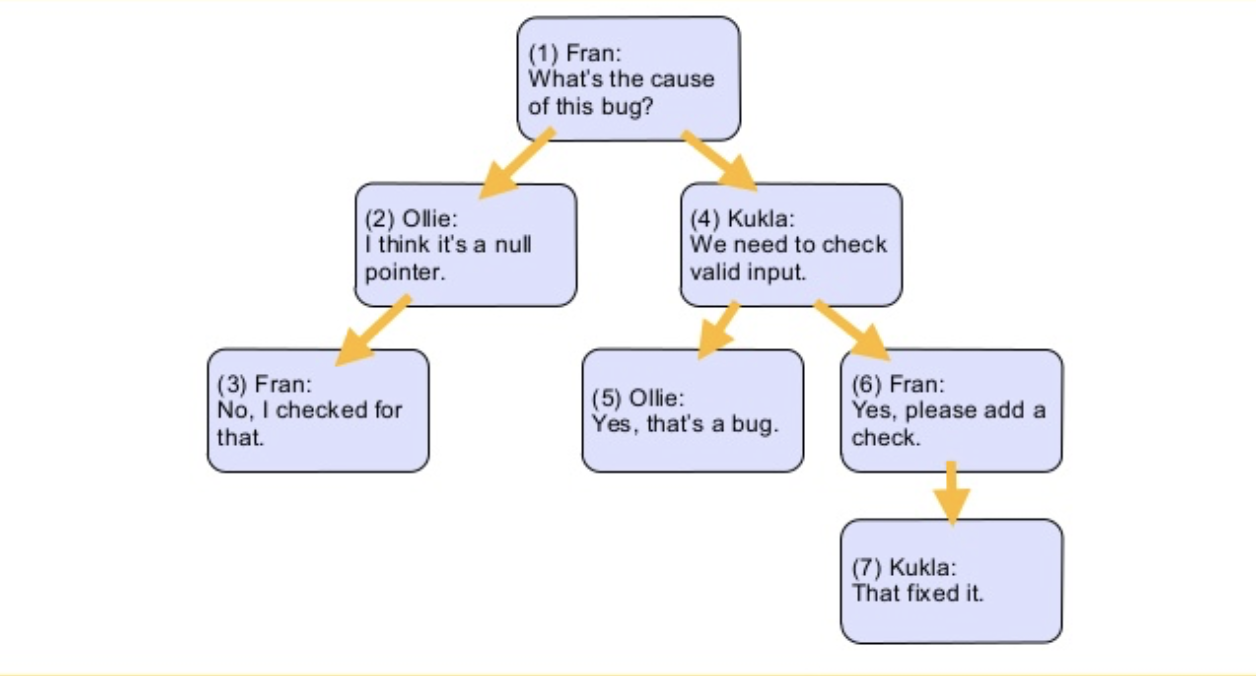 (1) Fran:
What's the cause
of this bug?
(2) Ollie:
I think it's a null
pointer.
(4) Kukla:
We need to check
valid input.
(3) Fran:
No, I checked for
that.
(5) Ollie:
Yes, that's a bug.
(6) Fran:
Yes, please add a
check.
(7) Kukla:
That fixed it.